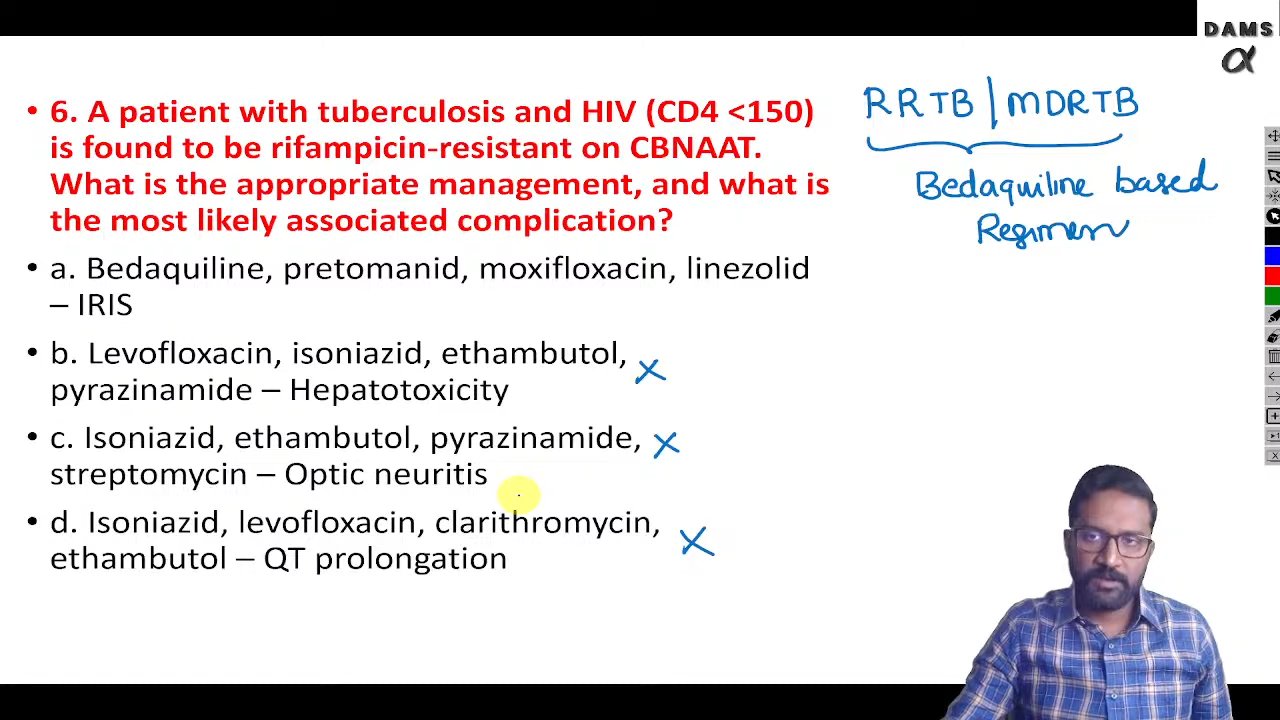 DAMS
α
• 6. A patient with tuberculosis and HIV (CD4 <150)
is found to be rifampicin-resistant on CBNAAT.
What is the appropriate management, and what is
the most likely associated complication?
• a. Bedaquiline, pretomanid, moxifloxacin, linezolid
– IRIS
• b. Levofloxacin, isoniazid, ethambutol,
pyrazinamide – Hepatotoxicity
• c. Isoniazid, ethambutol, pyrazinamide,
streptomycin – Optic neuritis
• d. Isoniazid, levofloxacin, clarithromycin,
ethambutol – QT prolongation
RRTB | MDRTB
Bedaquiline based
Regimen